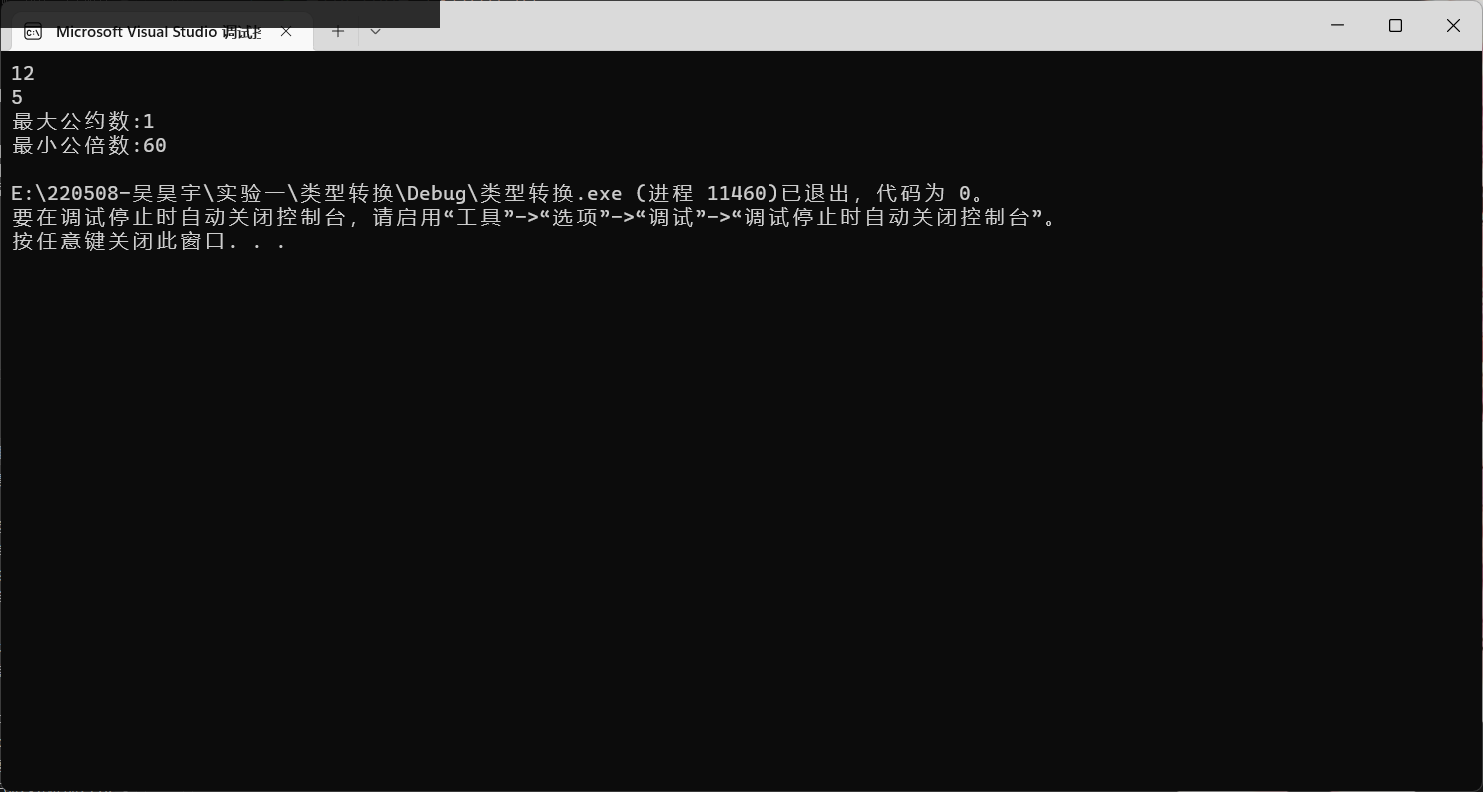 Microsoft Visual Studio 调试
12
5
最大公约数:1
最小公倍数:60
E:\220508-吴昊宇\实验一\类型转换\Debug\类型转换.exe (进程 11460)已退出，代码为 0。
要在调试停止时自动关闭控制台，请启用“工具”->“选项”->“调试”->“调试停止时自动关闭控制台”。
按任意键关闭此窗口. . .